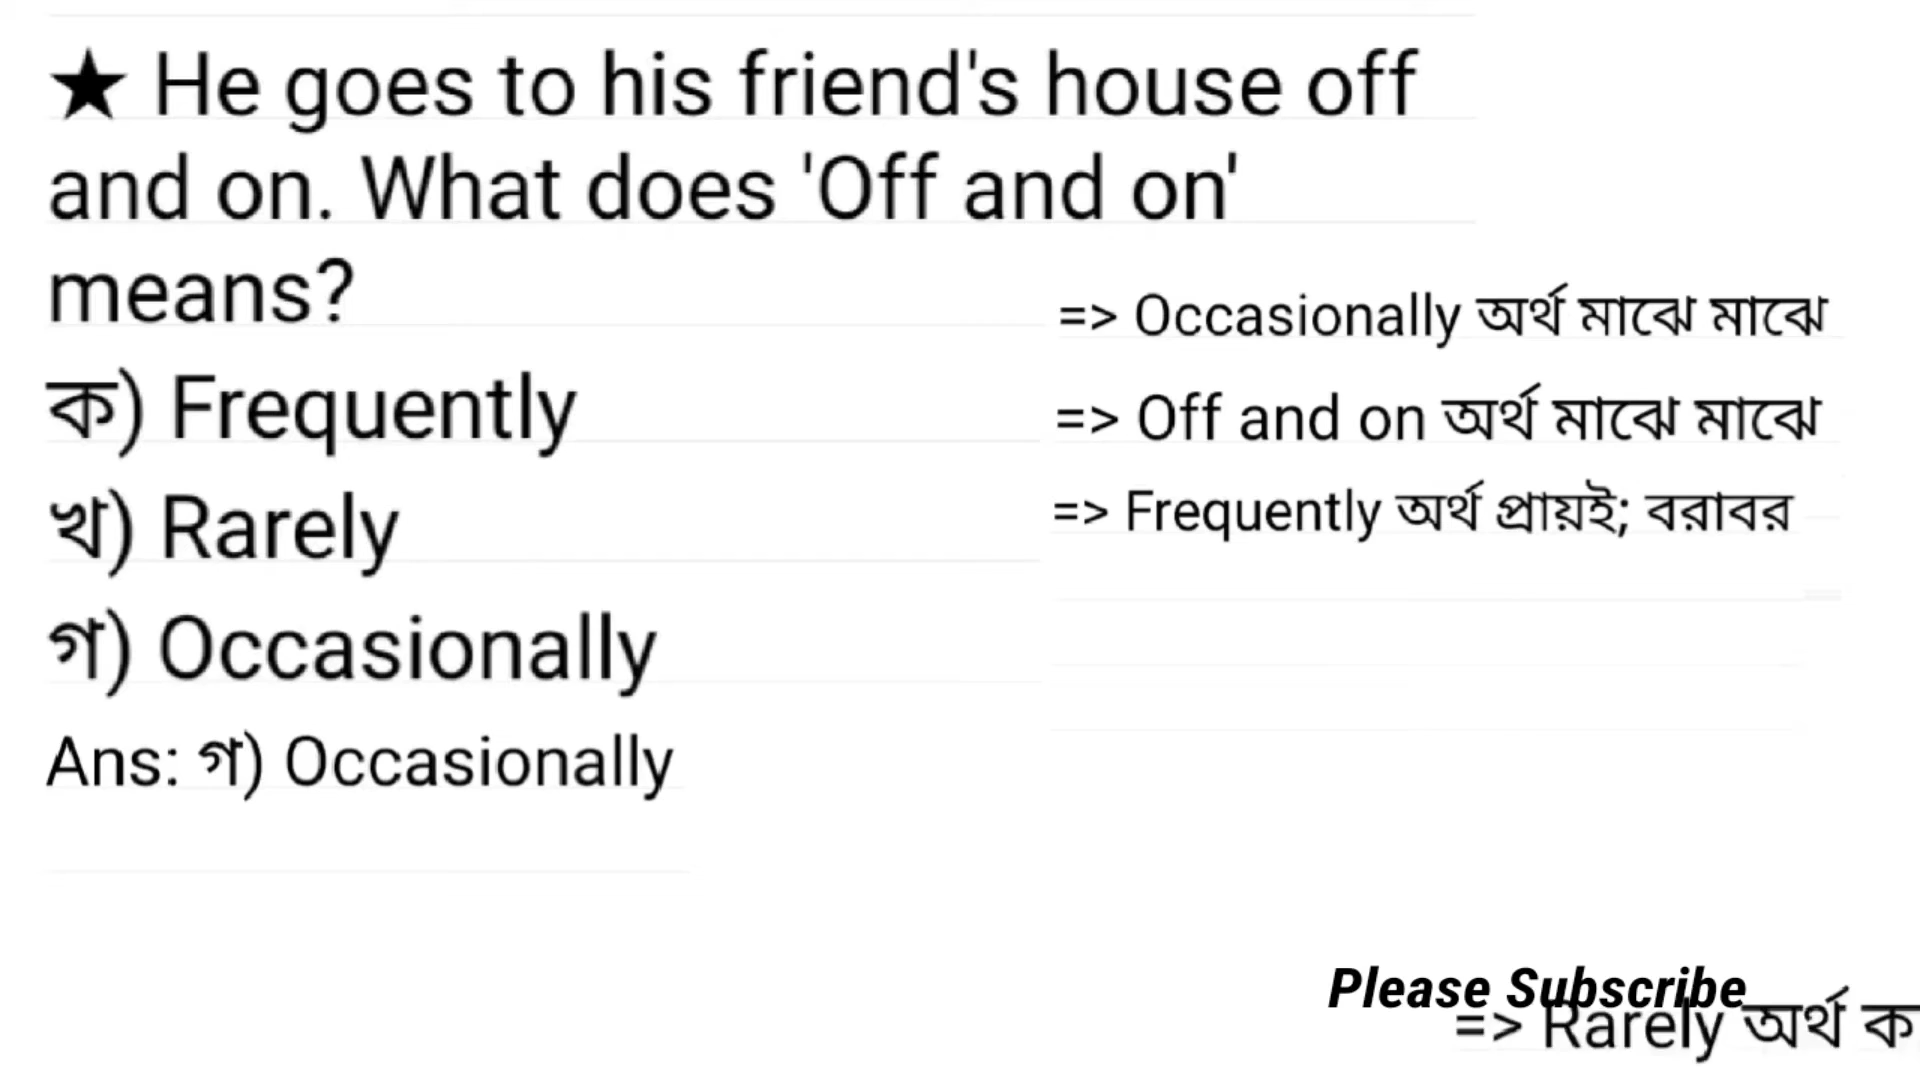 ★ He goes to his friend's house off
and on. What does 'Off and on'
means?
ক) Frequently
খ) Rarely
গ) Occasionally
Ans: গ) Occasionally
=> Occasionally অর্থ মাঝে মাঝে
=> Off and on অর্থ মাঝে মাঝে
=> Frequently অর্থ প্রায়ই; বরাবর
Please Subscribe
=> Rarely অর্থ